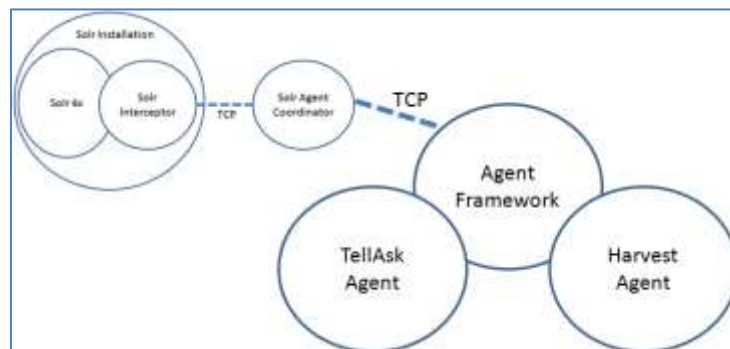 Solr Installation
Solr 4x
Solr
Interceptor
TCP
Solr Agent
Coordinator
TCP
Agent
Framework
TellAsk
Agent
Harvest
Agent